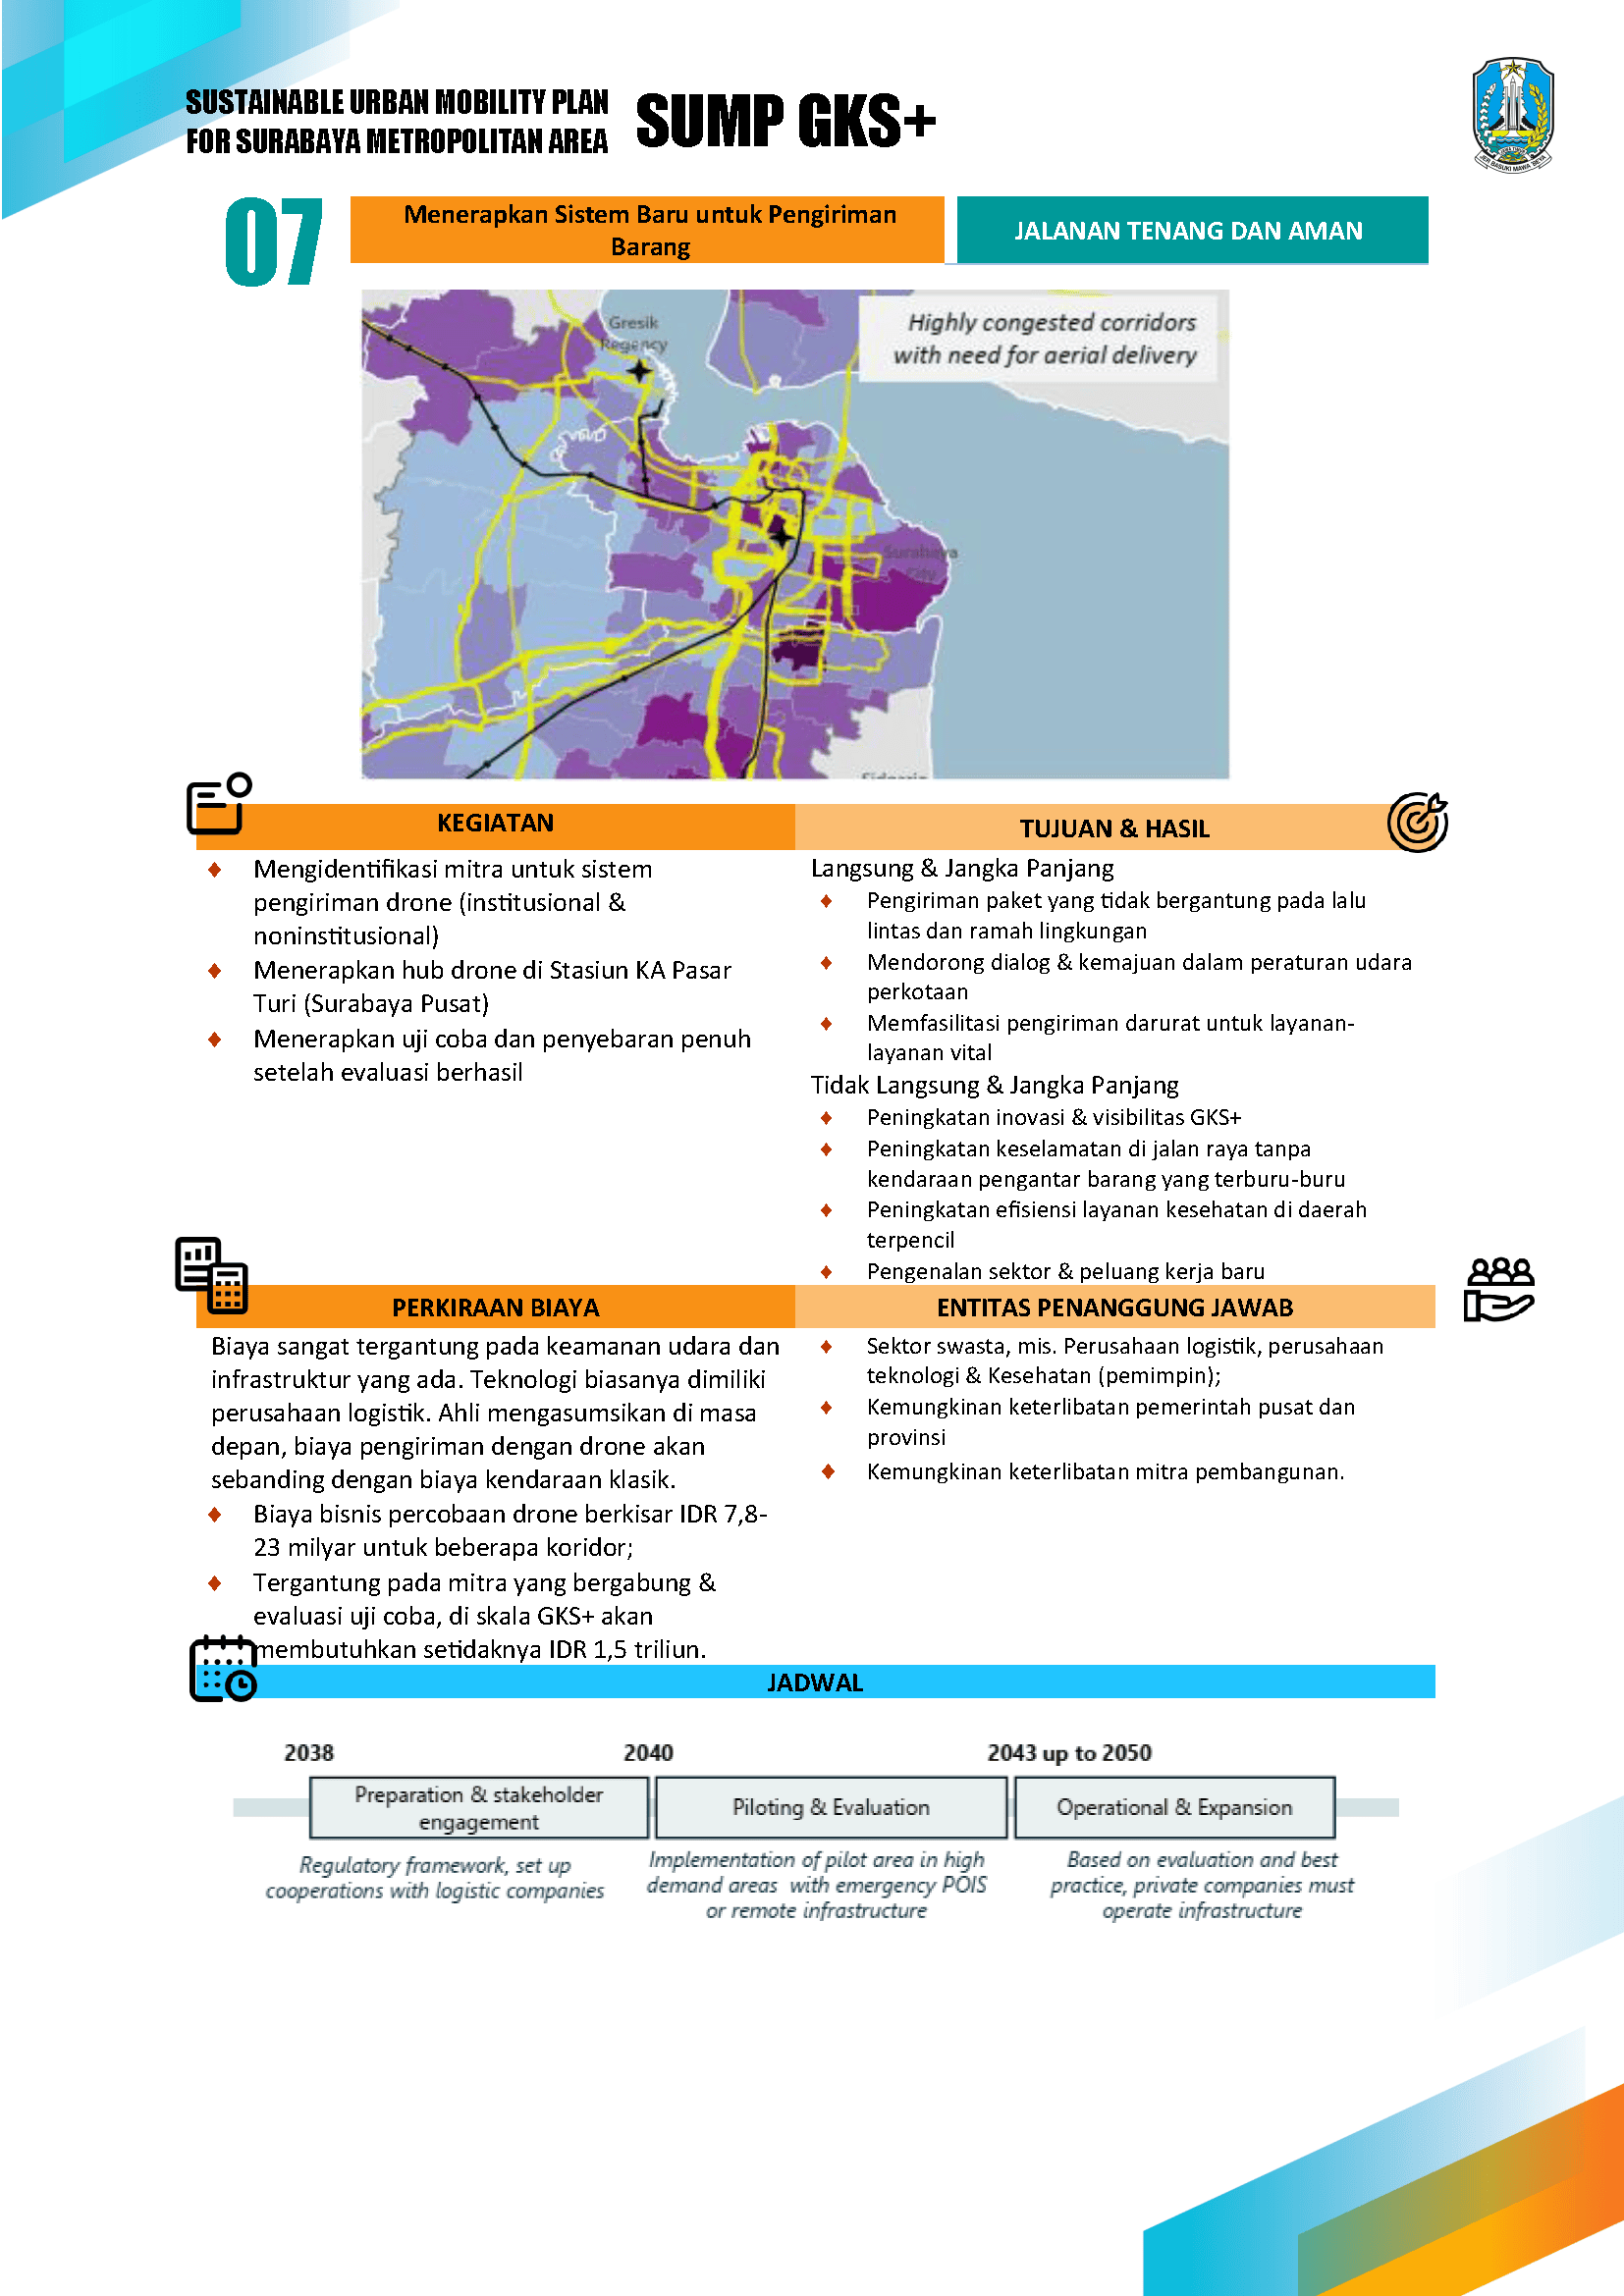 SUSTAINABLE URBAN MOBILITY PLAN
FOR SURABAYA METROPOLITAN AREA
SUMP GKS+
JAWA TIMUR
JER BASUKI MAWA BEYA
07
Menerapkan Sistem Baru untuk Pengiriman
Barang
JALANAN TENANG DAN AMAN
Highly congested corridors
with need for aerial delivery
Gresik
Regency
Surabaya
City
KEGIATAN
♦ Mengidentifikasi mitra untuk sistem
pengiriman drone (institusional &
noninstitusional)
♦ Menerapkan hub drone di Stasiun KA Pasar
Turi (Surabaya Pusat)
♦ Menerapkan uji coba dan penyebaran penuh
setelah evaluasi berhasil
TUJUAN & HASIL
Langsung & Jangka Panjang
♦ Pengiriman paket yang tidak bergantung pada lalu
lintas dan ramah lingkungan
♦ Mendorong dialog & kemajuan dalam peraturan udara
perkotaan
♦ Memfasilitasi pengiriman darurat untuk layanan-
layanan vital
Tidak Langsung & Jangka Panjang
♦ Peningkatan inovasi & visibilitas GKS+
♦ Peningkatan keselamatan di jalan raya tanpa
kendaraan pengantar barang yang terburu-buru
♦ Peningkatan efisiensi layanan kesehatan di daerah
terpencil
♦ Pengenalan sektor & peluang kerja baru
PERKIRAAN BIAYA
Biaya sangat tergantung pada keamanan udara dan
infrastruktur yang ada. Teknologi biasanya dimiliki
perusahaan logistik. Ahli mengasumsikan di masa
depan, biaya pengiriman dengan drone akan
sebanding dengan biaya kendaraan klasik.
♦ Biaya bisnis percobaan drone berkisar IDR 7,8-
23 milyar untuk beberapa koridor;
♦ Tergantung pada mitra yang bergabung &
evaluasi uji coba, di skala GKS+ akan
membutuhkan setidaknya IDR 1,5 triliun.
ENTITAS PENANGGUNG JAWAB
♦ Sektor swasta, mis. Perusahaan logistik, perusahaan
teknologi & Kesehatan (pemimpin);
♦ Kemungkinan keterlibatan pemerintah pusat dan
provinsi
♦ Kemungkinan keterlibatan mitra pembangunan.
JADWAL
2038
2040
2043 up to 2050
Preparation & stakeholder
engagement
Piloting & Evaluation
Operational & Expansion
Regulatory framework, set up
cooperations with logistic companies
Implementation of pilot area in high
demand areas with emergency POIS
or remote infrastructure
Based on evaluation and best
practice, private companies must
operate infrastructure